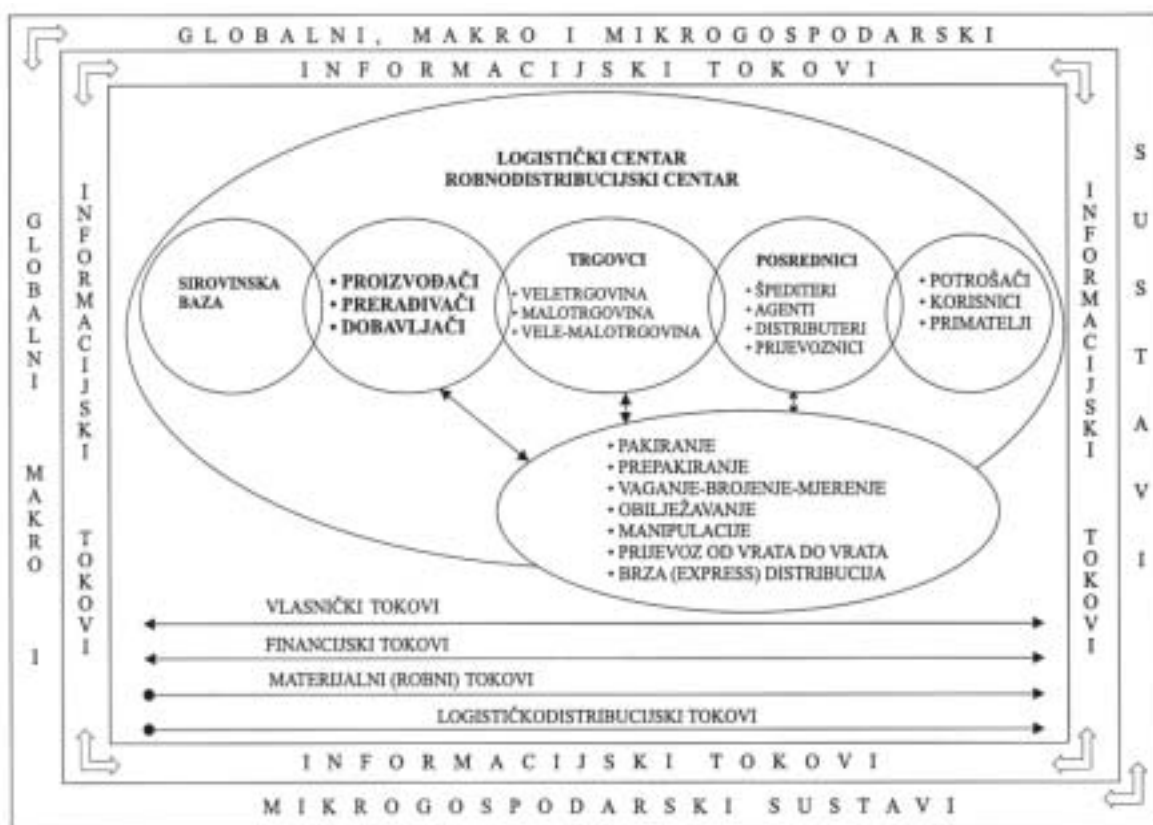 GLOBALNI, MAKRO I MIKROGOSPODARSKI
INFORMACIJSKI TOKOVI
GLOBALNI MAKRO I
INFORMACIJSKI TOKOVI
LOGISTIČKI CENTAR
ROBNODISTRIBUCIJSKI CENTAR
SIROVINSKA
BAZA
• PROIZVOĐAČI
• PRERAĐIVAČI
• DOBAVLJAČI
TRGOVCI
• VELETRGOVINA
• MALOTRGOVINA
• VELE-MALOTRGOVINA
POSREDNICI
• ŠPEDITERI
• AGENTI
• DISTRIBUTERI
• PRIJEVOZNICI
• POTROŠAČI
• KORISNICI
• PRIMATELJI
• PAKIRANJE
• PREPAKIRANJE
• VAGANJE-BROJENJE-MJERENJE
• OBILJEŽAVANJE
• MANIPULACIJE
• PRIJEVOZ OD VRATA DO VRATA
• BRZA (EXPRESS) DISTRIBUCIJA
VLASNIČKI TOKOVI
FINANCIJSKI TOKOVI
MATERIJALNI (ROBNI) TOKOVI
LOGISTIČKODISTRIBUCIJSKI TOKOVI
INFORMACIJSKI TOKOVI
SUSTAVI
INFORMACIJSKI TOKOVI
MIKROGOSPODARSKI SUSTAVI